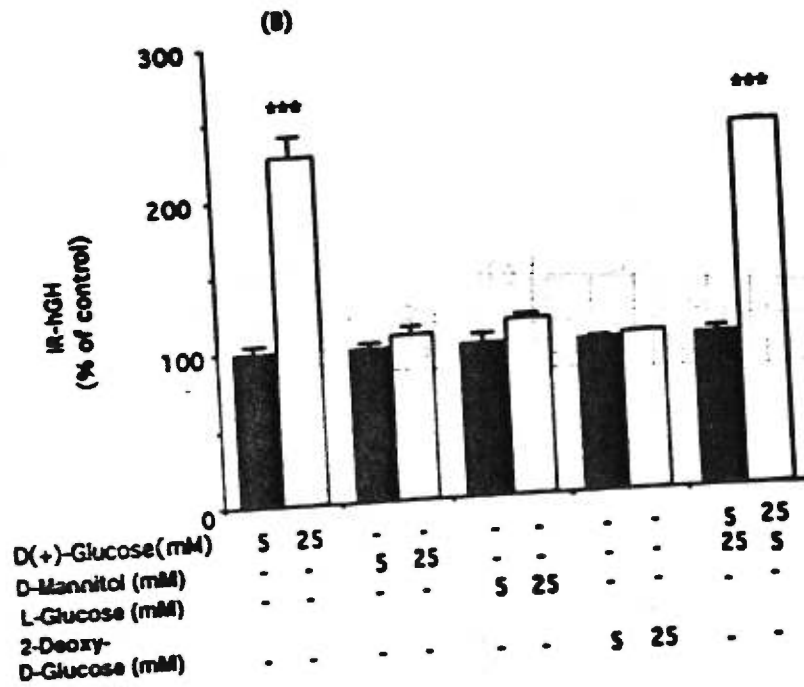 (B)
300
***
***
200
IR-hGH
(% of control)
100
0
D(+)-Glucose(mM) 5 25 - - - - - - 5 25
D-Mannitol (mM) - - 5 25 - - - - 25 5
L-Glucose (mM) - - - - 5 25 - - - -
2-Deoxy-
D-Glucose (mM) - - - - - - 5 25 - -